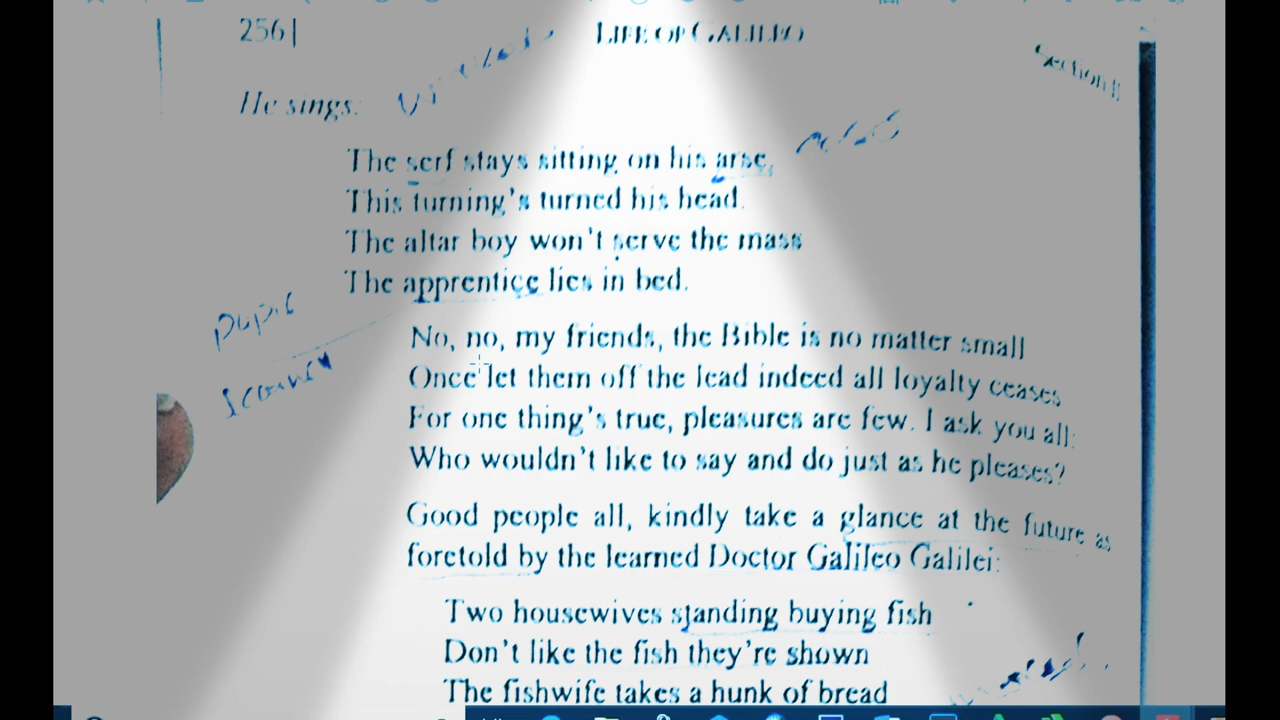 256|
LIFE OF GALILEO
Section II
He sings:
The serf stays sitting on his arse,
This turning's turned his head.
The altar boy won't serve the mass
The apprentice lies in bed.
pupil
No, no, my friends, the Bible is no matter small
Once let them off the lead indeed all loyalty ceases
For one thing's true, pleasures are few. I ask you all:
Who wouldn't like to say and do just as he pleases?
Good people all, kindly take a glance at the future as
foretold by the learned Doctor Galileo Galilei:
Two housewives standing buying fish
Don't like the fish they're shown
The fishwife takes a hunk of bread